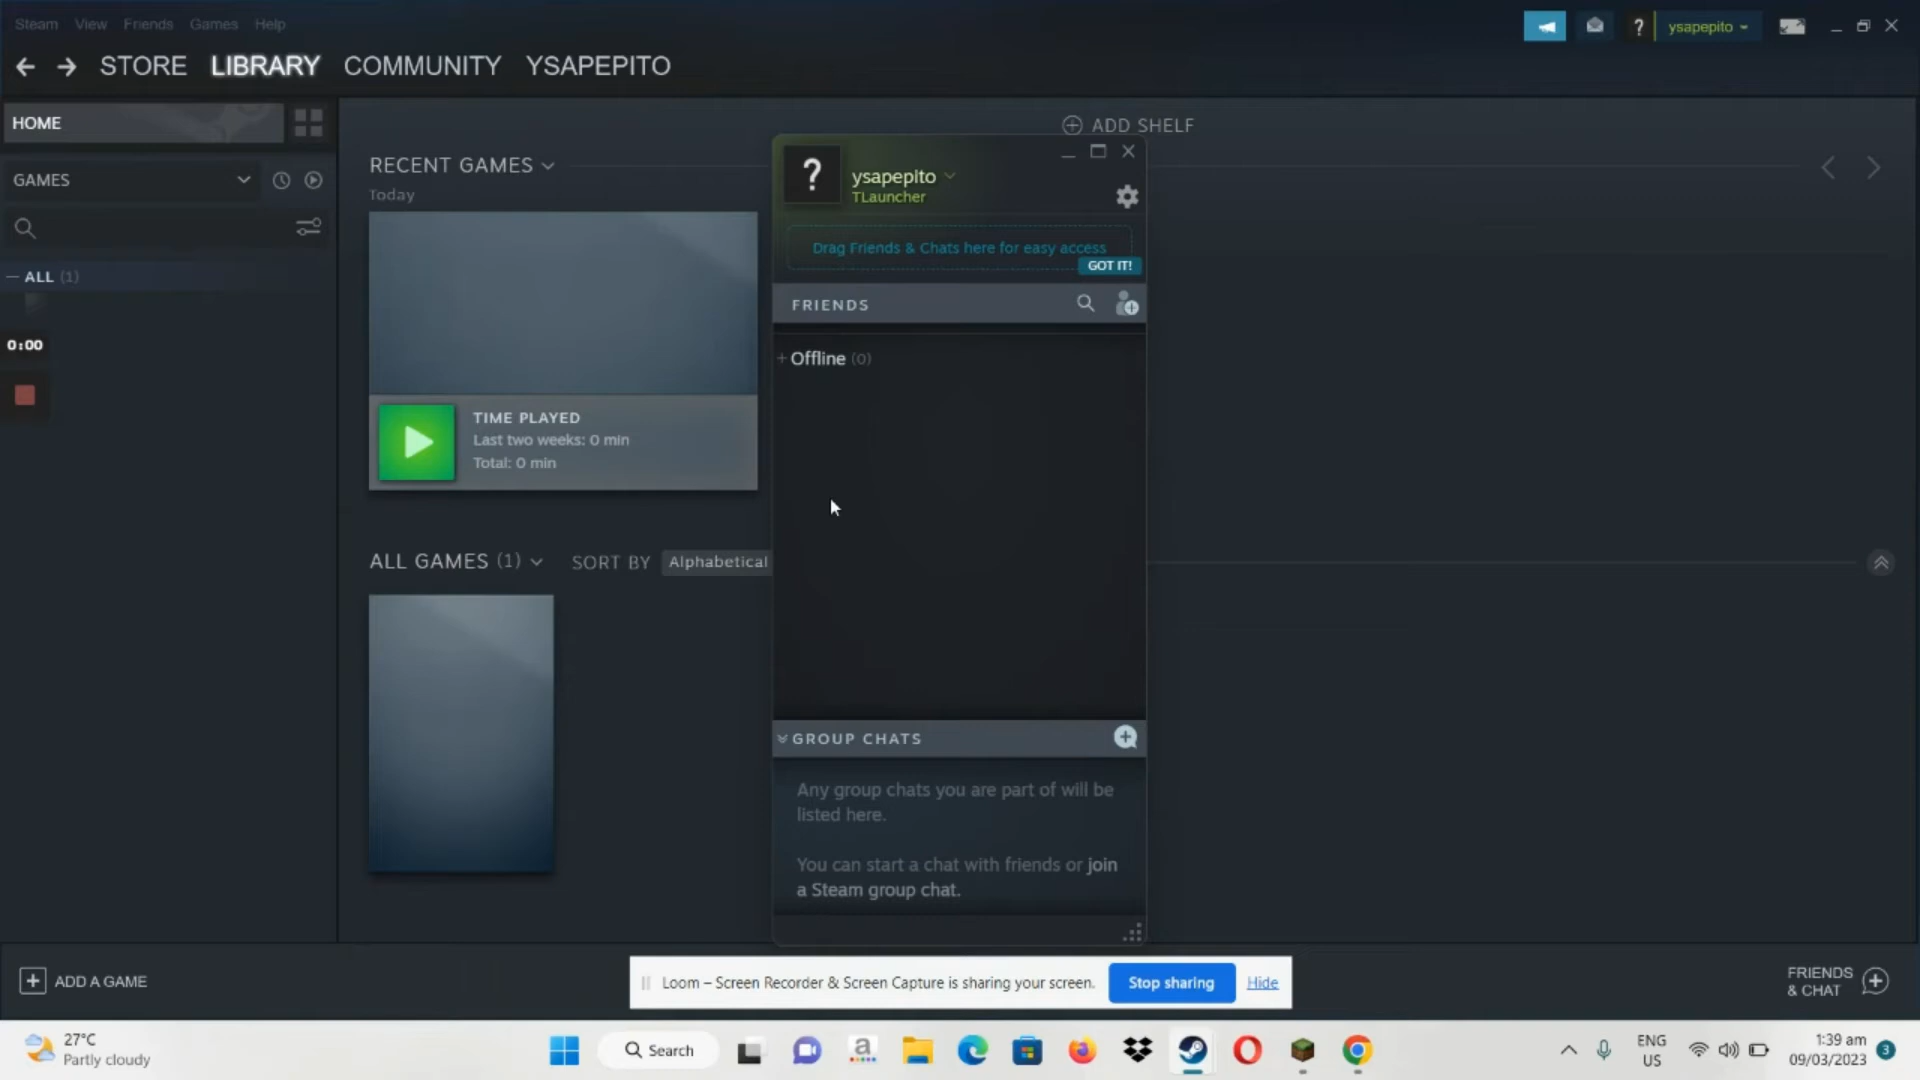 Steam View Friends Games Help
ysapepito
STORE LIBRARY COMMUNITY YSAPEPITO
HOME
ADD SHELF
GAMES
RECENT GAMES
Today
ysapepito
TLauncher
Drag Friends & Chats here for easy access
GOT IT!
ALL (1)
FRIENDS
0:00
Offline (0)
TIME PLAYED
Last two weeks: 0 min
Total: 0 min
ALL GAMES (1) SORT BY Alphabetical
GROUP CHATS
Any group chats you are part of will be
listed here.
You can start a chat with friends or join
a Steam group chat.
ADD A GAME
Loom – Screen Recorder & Screen Capture is sharing your screen. Stop sharing Hide
FRIENDS
& CHAT
27°C
Partly cloudy
Search
ENG
US
1:39 am
09/03/2023
3